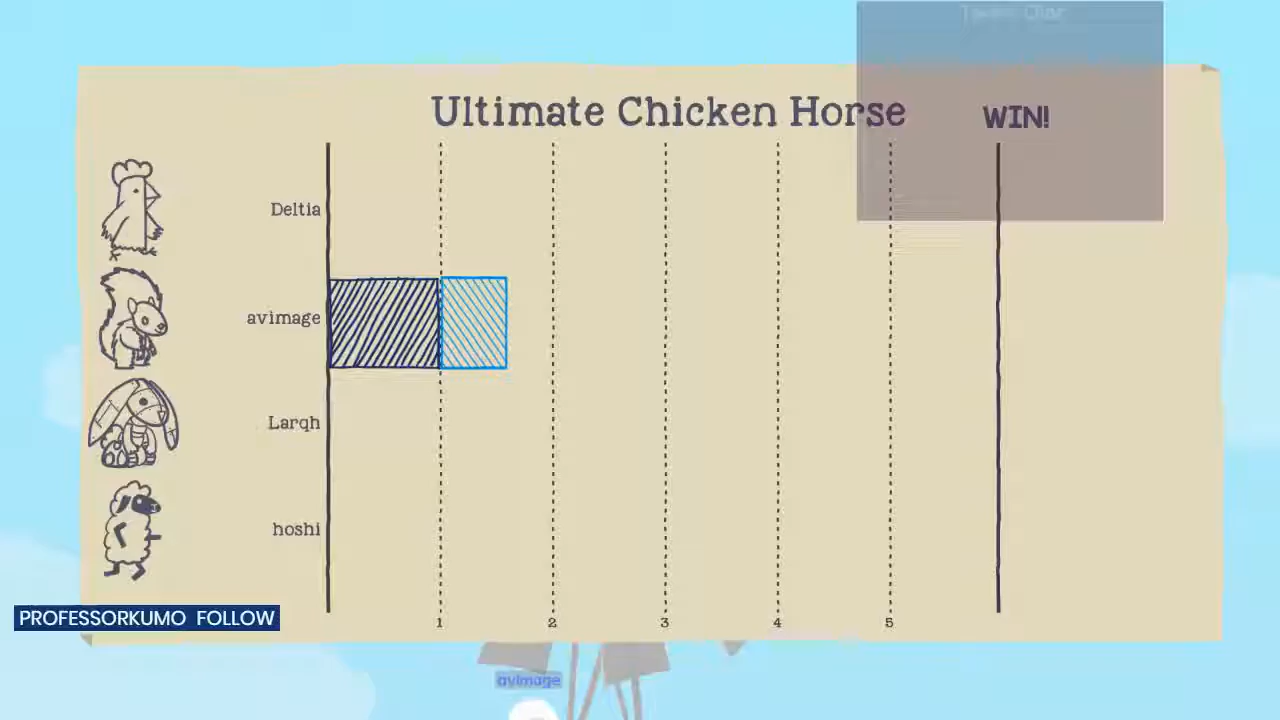 Ultimate Chicken Horse
WIN!
Deltia
avimage
Larqh
hoshi
PROFESSORKUMO FOLLOW
1 2 3 4 5
avimage